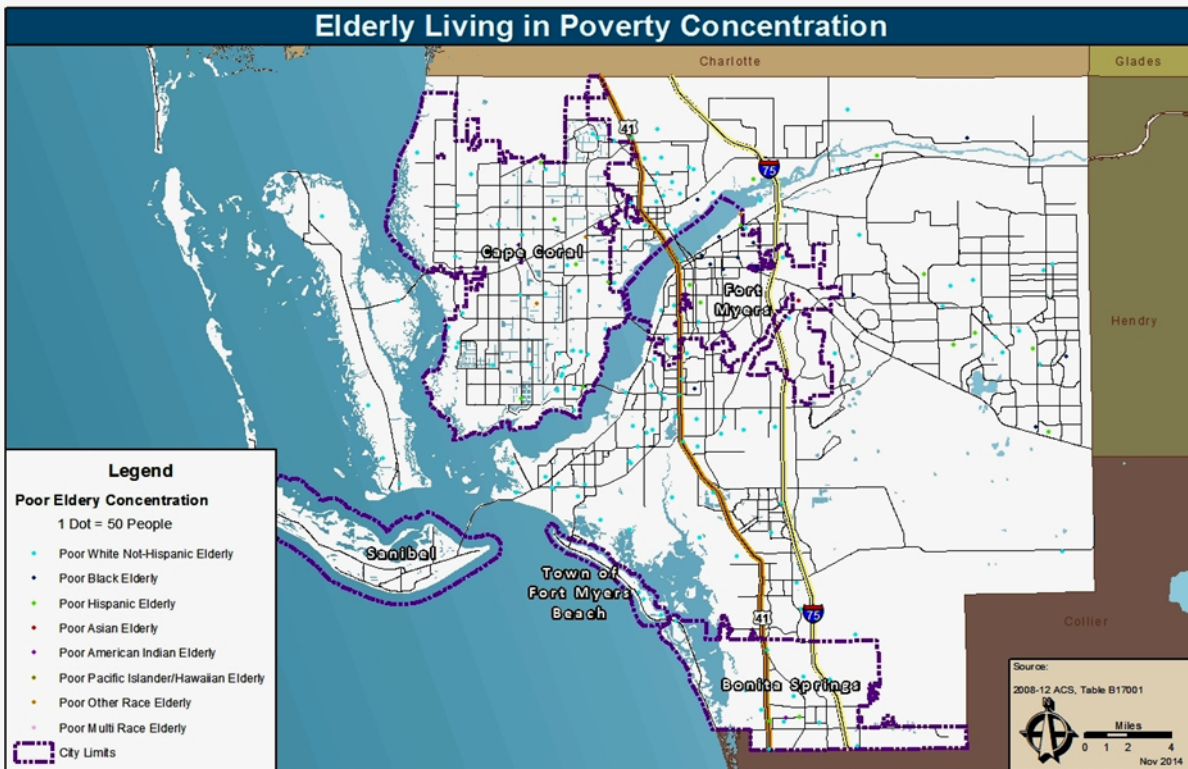 Elderly Living in Poverty Concentration
Charlotte
Glades
41
75
Cape Coral
Fort
Myers
Hendry
Legend
Poor Eldery Concentration
1 Dot = 50 People
Poor White Not-Hispanic Elderly
Poor Black Elderly
Poor Hispanic Elderly
Poor Asian Elderly
Poor American Indian Elderly
Poor Pacific Islander/Hawaiian Elderly
Poor Other Race Elderly
Poor Multi Race Elderly
City Limits
Sanibel
Town of
Fort Myers
Beach
41
75
Collier
Bonita Springs
Source:
2008-12 ACS, Table B17001
N
Miles
0 1 2 4
Nov 2014